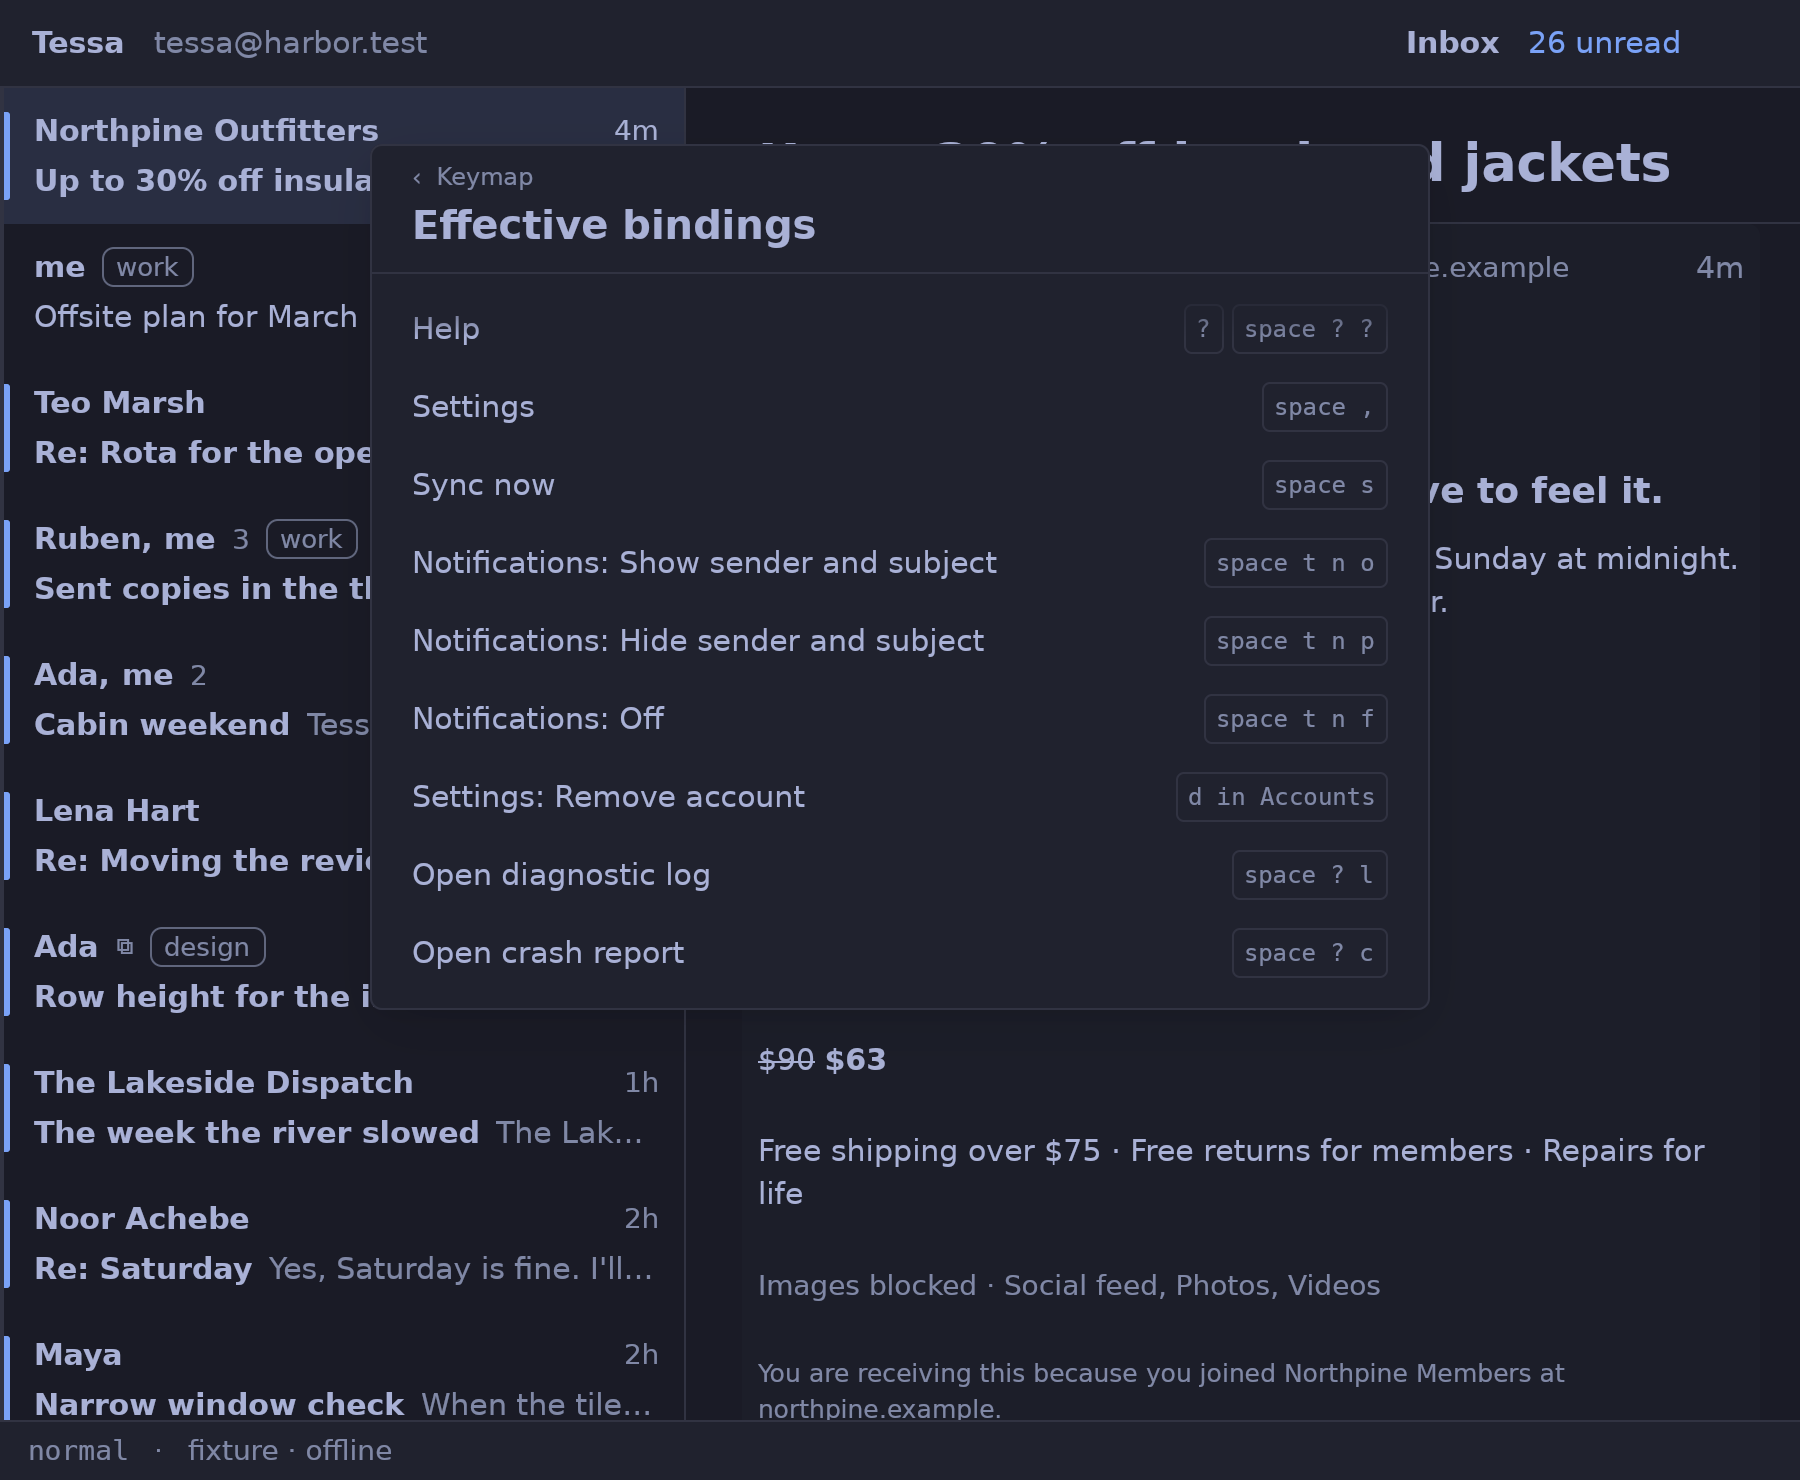 Tessa tessa@harbor.test
Inbox 26 unread
Northpine Outfitters 4m
Up to 30% off insula
me work
Offsite plan for March
Teo Marsh
Re: Rota for the ope
Ruben, me 3 work
Sent copies in the
Ada, me 2
Cabin weekend Tess
Lena Hart
Re: Moving the
Ada design
Row height for the i
The Lakeside Dispatch 1h
The week the river slowed The Lak…
Noor Achebe 2h
Re: Saturday Yes, Saturday is fine. I'll…
Maya 2h
Narrow window check When the tile…
‹ Keymap
Effective bindings
Help ? space ? ?
Settings space ,
Sync now space s
Notifications: Show sender and subject space t n o
Notifications: Hide sender and subject space t n p
Notifications: Off space t n f
Settings: Remove account d in Accounts
Open diagnostic log space ? l
Open crash report space ? c
jackets
e.example 4m
ve to feel it.
Sunday at midnight.
r.
$90 $63
Free shipping over $75 · Free returns for members · Repairs for
life
Images blocked · Social feed, Photos, Videos
You are receiving this because you joined Northpine Members at
northpine.example.
normal · fixture · offline